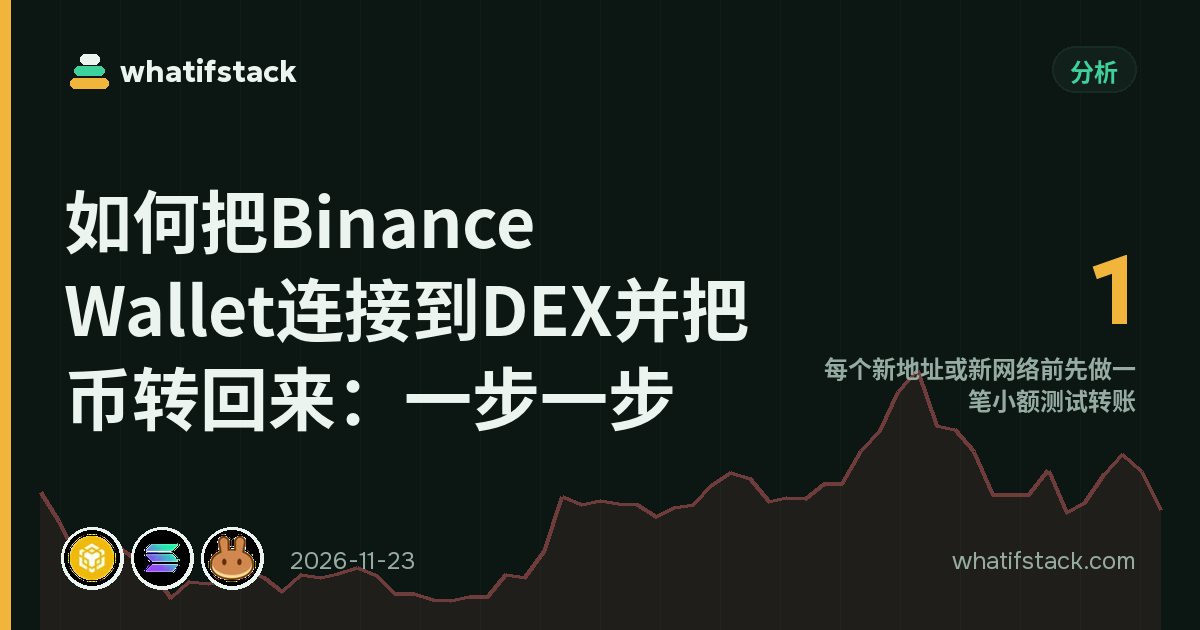 whatifstack
分析
如何把Binance
Wallet连接到DEX并把
币转回来：一步一步
1
每个新地址或新网络前先做一
笔小额测试转账
2026-11-23
whatifstack.com